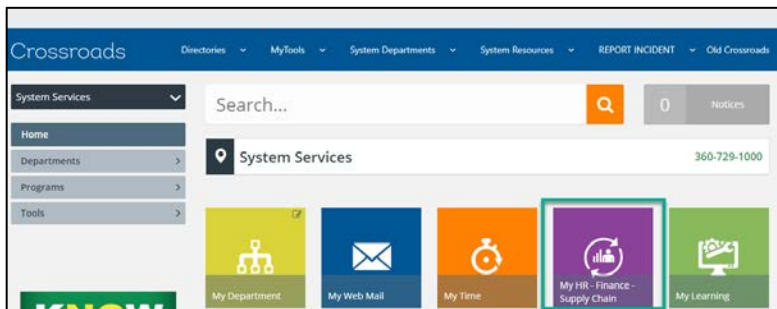 Crossroads
Directories MyTools System Departments System Resources REPORT INCIDENT Old Crossroads
System Services
Search...
0 Notices
Home
Departments
Programs
Tools
System Services 360-729-1000
My Department
My Web Mail
My Time
My HR - Finance -
Supply Chain
My Learning
KNOW